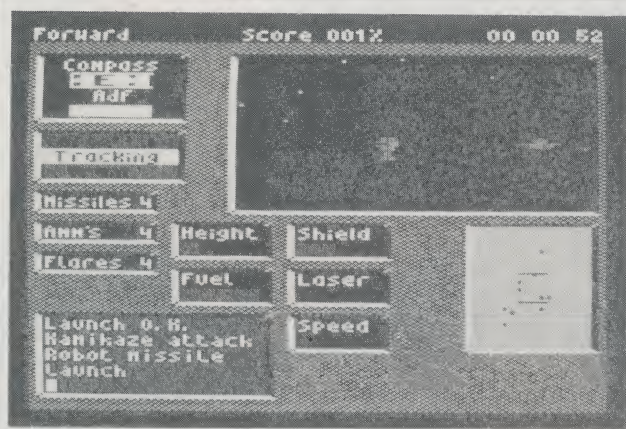 Forward Score 001% 00 00 52
Compass
E
Adf
Tracking
Missiles 4
AMM's 4
Flares 4
Height
Shield
Fuel
Laser
Speed
Launch O.K.
Kamikaze attack
Robot missile
Launch